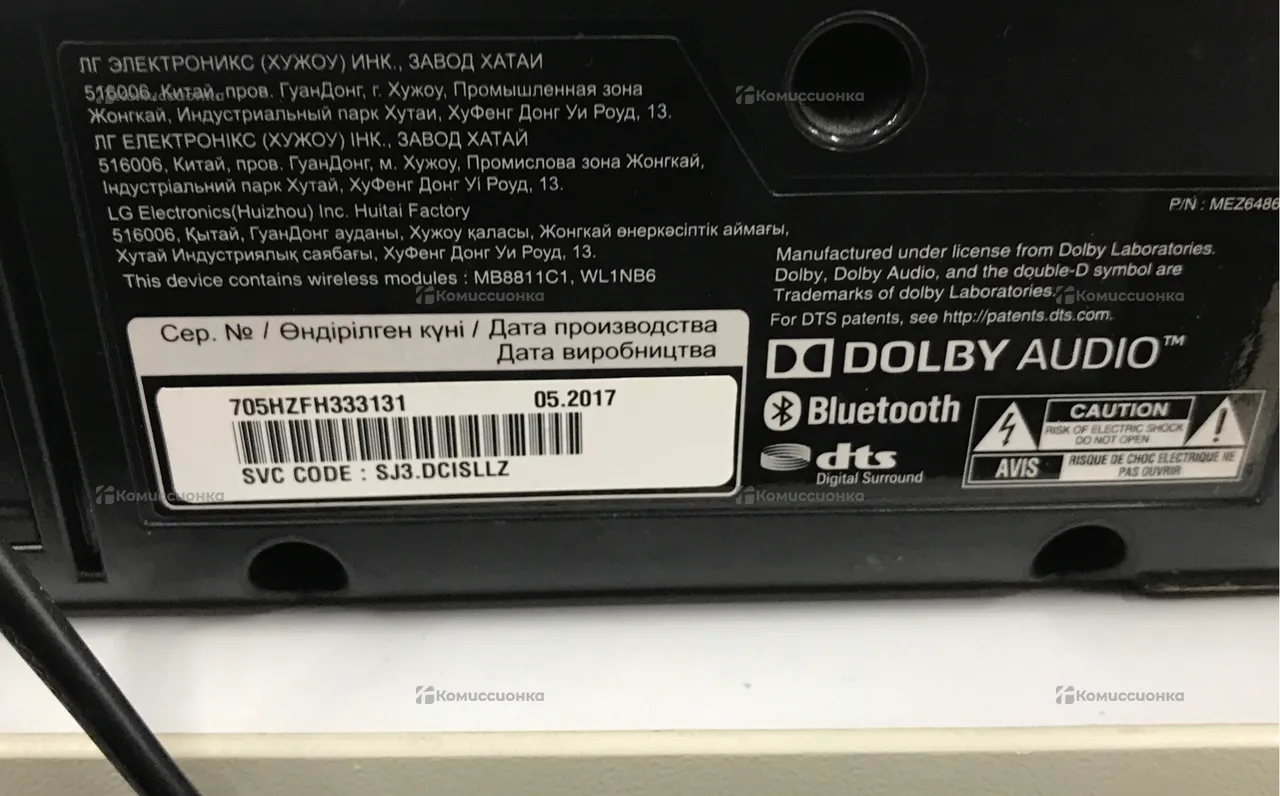 ЛГ ЭЛЕКТРОНИКС (ХУЖОУ) ИНК., ЗАВОД ХАТАИ
516006, Китай, пров. ГуанДонг, г. Хужоу, Промышленная зона
Жонгкай, Индустриальный парк Хутаи, ХуФенг Донг Уи Роуд, 13.
ЛГ ЕЛЕКТРОНІКС (ХУЖОУ) ІНК., ЗАВОД ХАТАЙ
516006, Китай, пров. ГуанДонг, м. Хужоу, Промислова зона Жонгкай,
Індустріальний парк Хутай, ХуФенг Донг Уі Роуд, 13.
LG Electronics(Huizhou) Inc. Huitai Factory
516006, Қытай, ГуанДонг ауданы, Хужоу қаласы, Жонгкай өнеркәсіптік аймағы,
Хутай Индустриялық саябағы, ХуФенг Донг Уи Роуд, 13.
This device contains wireless modules : MB8811C1, WL1NB6
Сер. № / Өндірілген күні / Дата производства
Дата виробництва
705HZFH333131 05.2017
SVC CODE : SJ3.DCISLLZ
P/N : MEZ6486
Manufactured under license from Dolby Laboratories.
Dolby, Dolby Audio, and the double-D symbol are
Trademarks of dolby Laboratories.
For DTS patents, see http://patents.dts.com.
DOLBY AUDIO™
Bluetooth
dts
Digital Surround
CAUTION
RISK OF ELECTRIC SHOCK
DO NOT OPEN
AVIS
RISQUE DE CHOC ELECTRIQUE NE
PAS OUVRIR
Комиссионка
Комиссионка
Комиссионка
Комиссионка
Комиссионка
Комиссионка
Комиссионка
Комиссионка